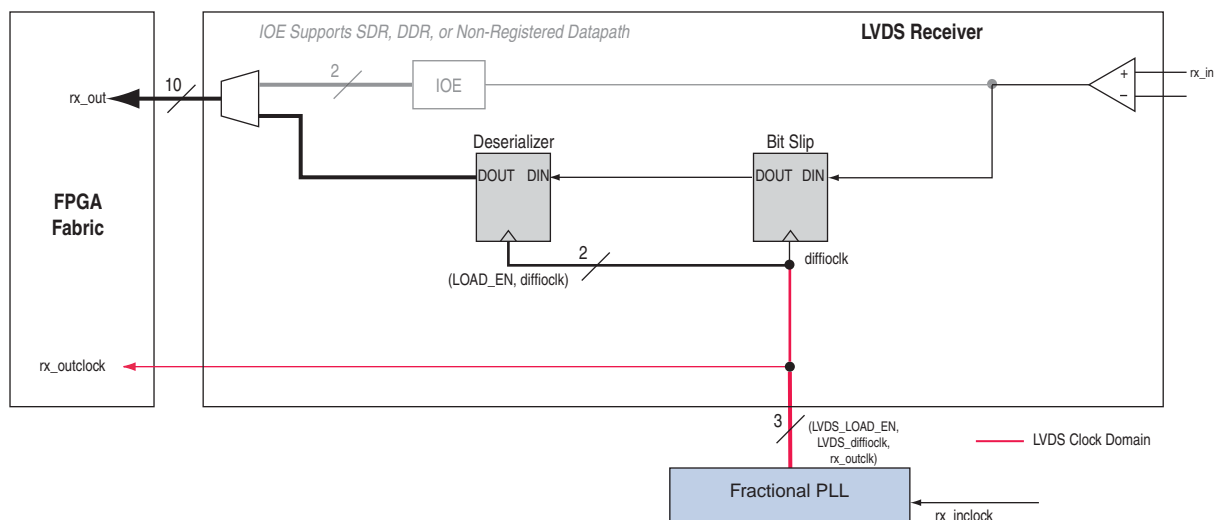 IOE Supports SDR, DDR, or Non-Registered Datapath
LVDS Receiver
rx_out
10
2
IOE
+
–
rx_in
Deserializer
Bit Slip
DOUT DIN
DOUT DIN
FPGA
Fabric
2
diffioclk
(LOAD_EN, diffioclk)
rx_outclock
3
(LVDS_LOAD_EN,
LVDS_diffioclk,
rx_outclk)
LVDS Clock Domain
Fractional PLL
rx_inclock